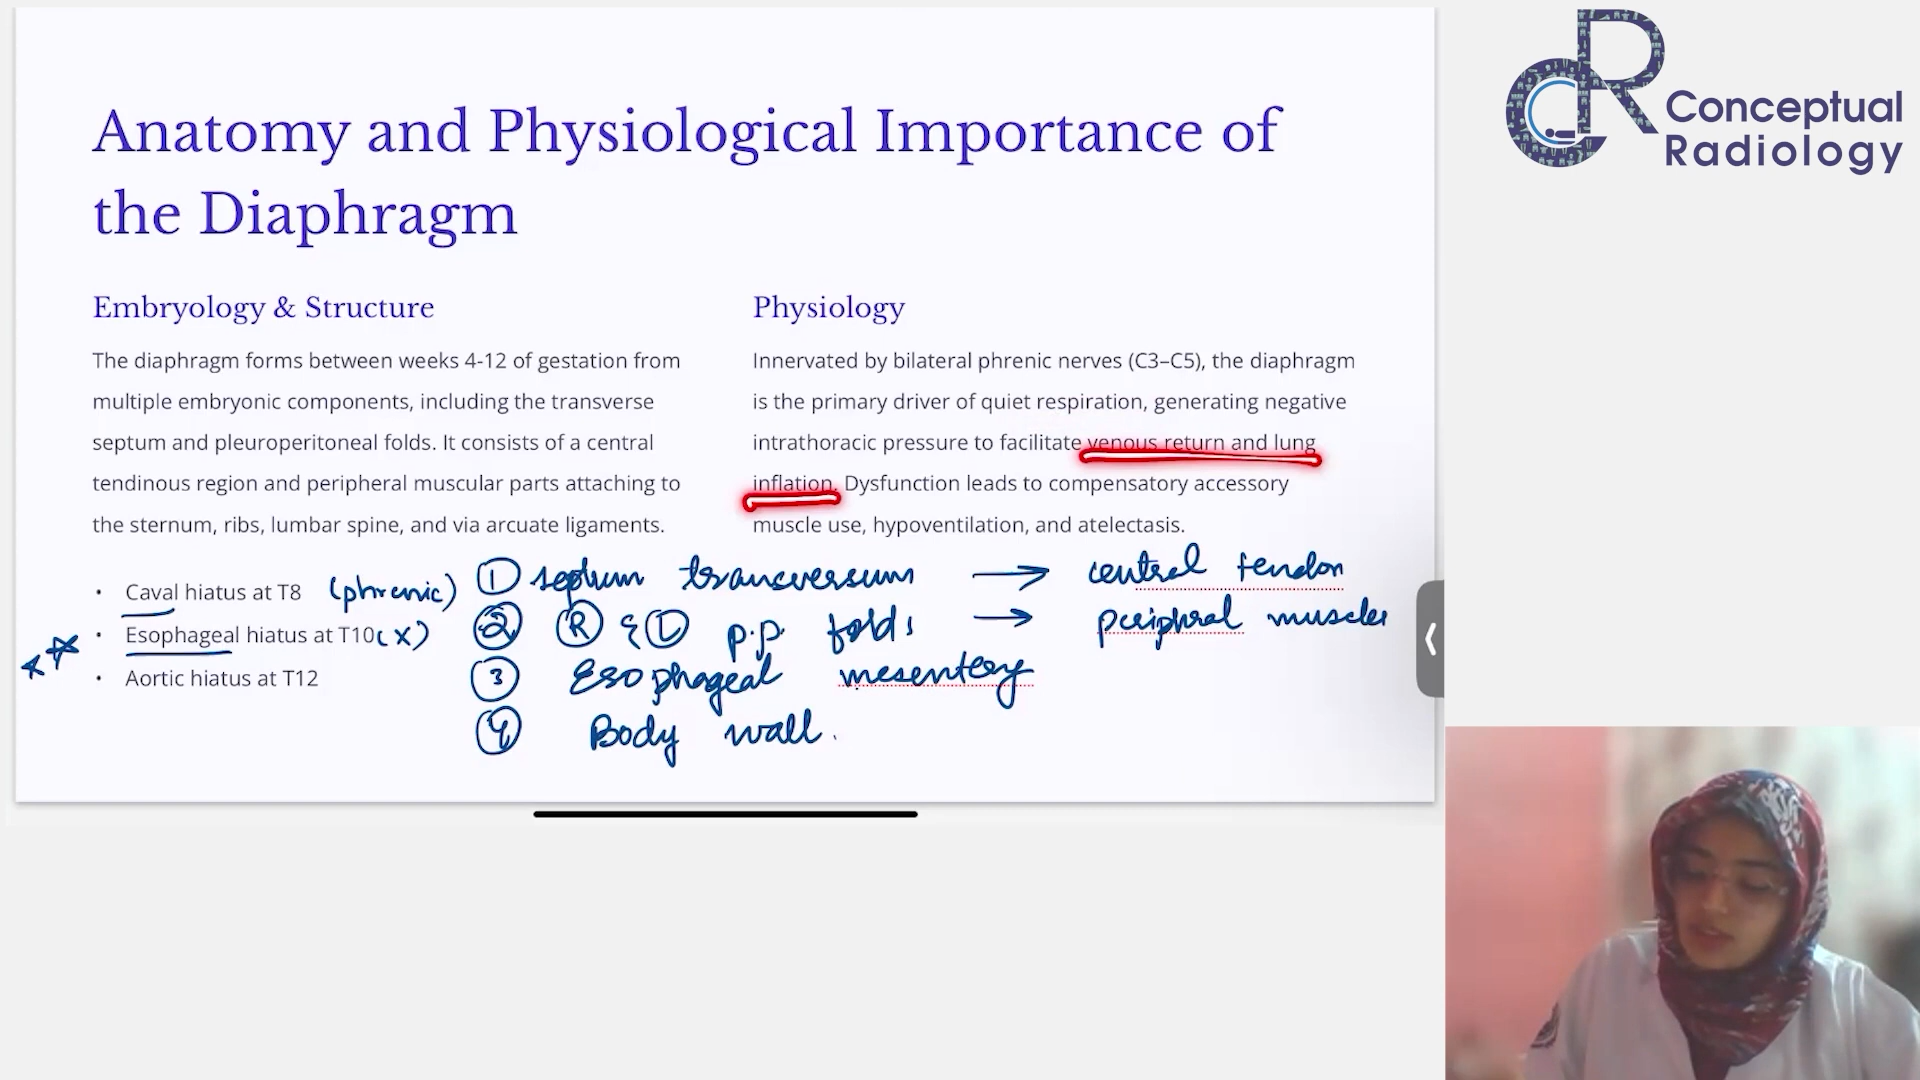 Conceptual
Radiology
Anatomy and Physiological Importance of
the Diaphragm
Embryology & Structure
The diaphragm forms between weeks 4-12 of gestation from
multiple embryonic components, including the transverse
septum and pleuroperitoneal folds. It consists of a central
tendinous region and peripheral muscular parts attaching to
the sternum, ribs, lumbar spine, and via arcuate ligaments.
• Caval hiatus at T8 (phrenic)
• Esophageal hiatus at T10 (X)
• Aortic hiatus at T12
Physiology
Innervated by bilateral phrenic nerves (C3–C5), the diaphragm
is the primary driver of quiet respiration, generating negative
intrathoracic pressure to facilitate venous return and lung
inflation. Dysfunction leads to compensatory accessory
muscle use, hypoventilation, and atelectasis.
① septum transversum → central tendon
② Ⓡ & Ⓛ p.p. folds → peripheral muscles
③ Esophageal mesentery
④ Body wall.